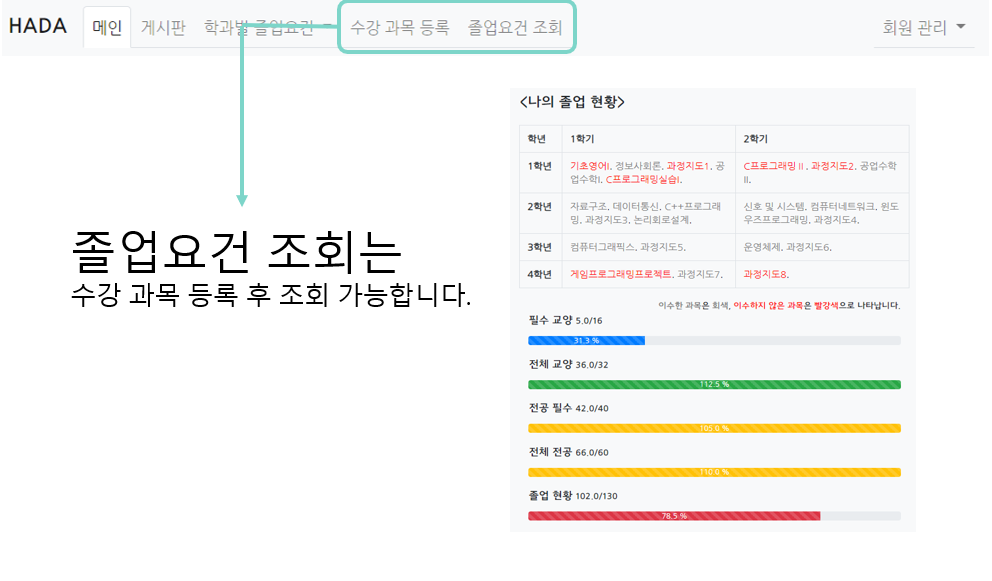 HADA 메인 게시판 학과별 졸업요건 수강 과목 등록 졸업요건 조회 회원 관리
<나의 졸업 현황>
학년 1학기 2학기
1학년 기초영어I, 정보사회론, 과정지도1, 공 C프로그래밍Ⅱ, 과정지도2, 공업수학
업수학I, C프로그래밍실습I, II,
2학년 자료구조, 데이터통신, C++프로그래 신호 및 시스템, 컴퓨터네트워크, 윈도
밍, 과정지도3, 논리회로설계, 우즈프로그래밍, 과정지도4,
3학년 컴퓨터그래픽스, 과정지도5, 운영체제, 과정지도6,
4학년 게임프로그래밍프로젝트, 과정지도7, 과정지도8,
졸업요건 조회는
수강 과목 등록 후 조회 가능합니다.
이수한 과목은 회색, 이수하지 않은 과목은 빨강색으로 나타납니다.
필수 교양 5.0/16
31.3 %
전체 교양 36.0/32
112.5 %
전공 필수 42.0/40
105.0 %
전체 전공 66.0/60
110.0 %
졸업 현황 102.0/130
78.5 %